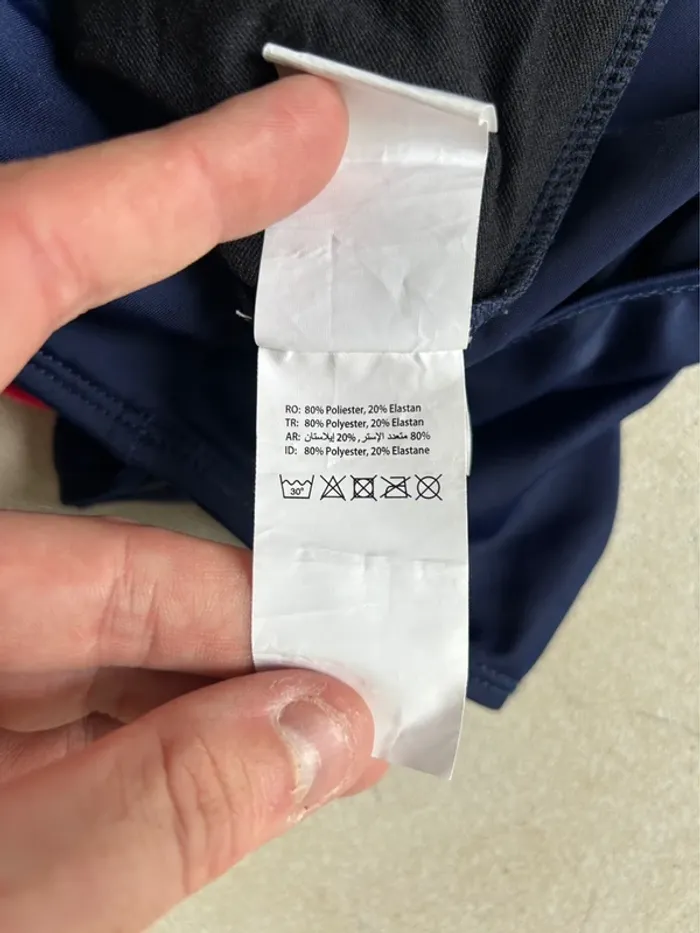 RO: 80% Poliester, 20% Elastan
TR: 80% Polyester, 20% Elastan
AR: 80% متعدد الإستر, 20% إيلاستان
ID: 80% Polyester, 20% Elastane
30°